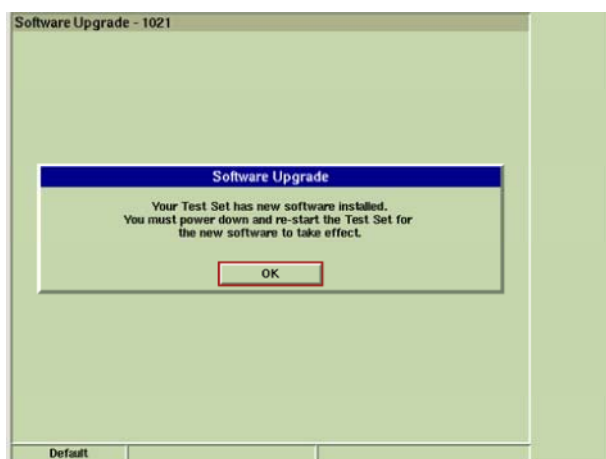 Software Upgrade - 1021
Software Upgrade
Your Test Set has new software installed.
You must power down and re-start the Test Set for
the new software to take effect.
OK
Default